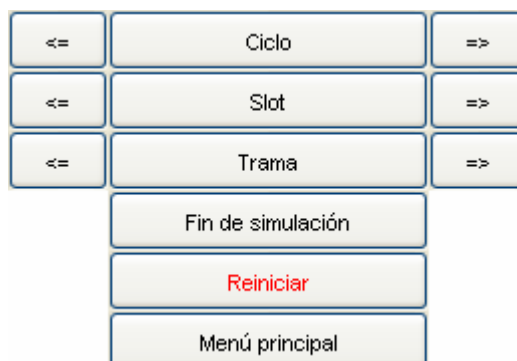 <= Ciclo =>
<= Slot =>
<= Trama =>
Fin de simulación
Reiniciar
Menú principal